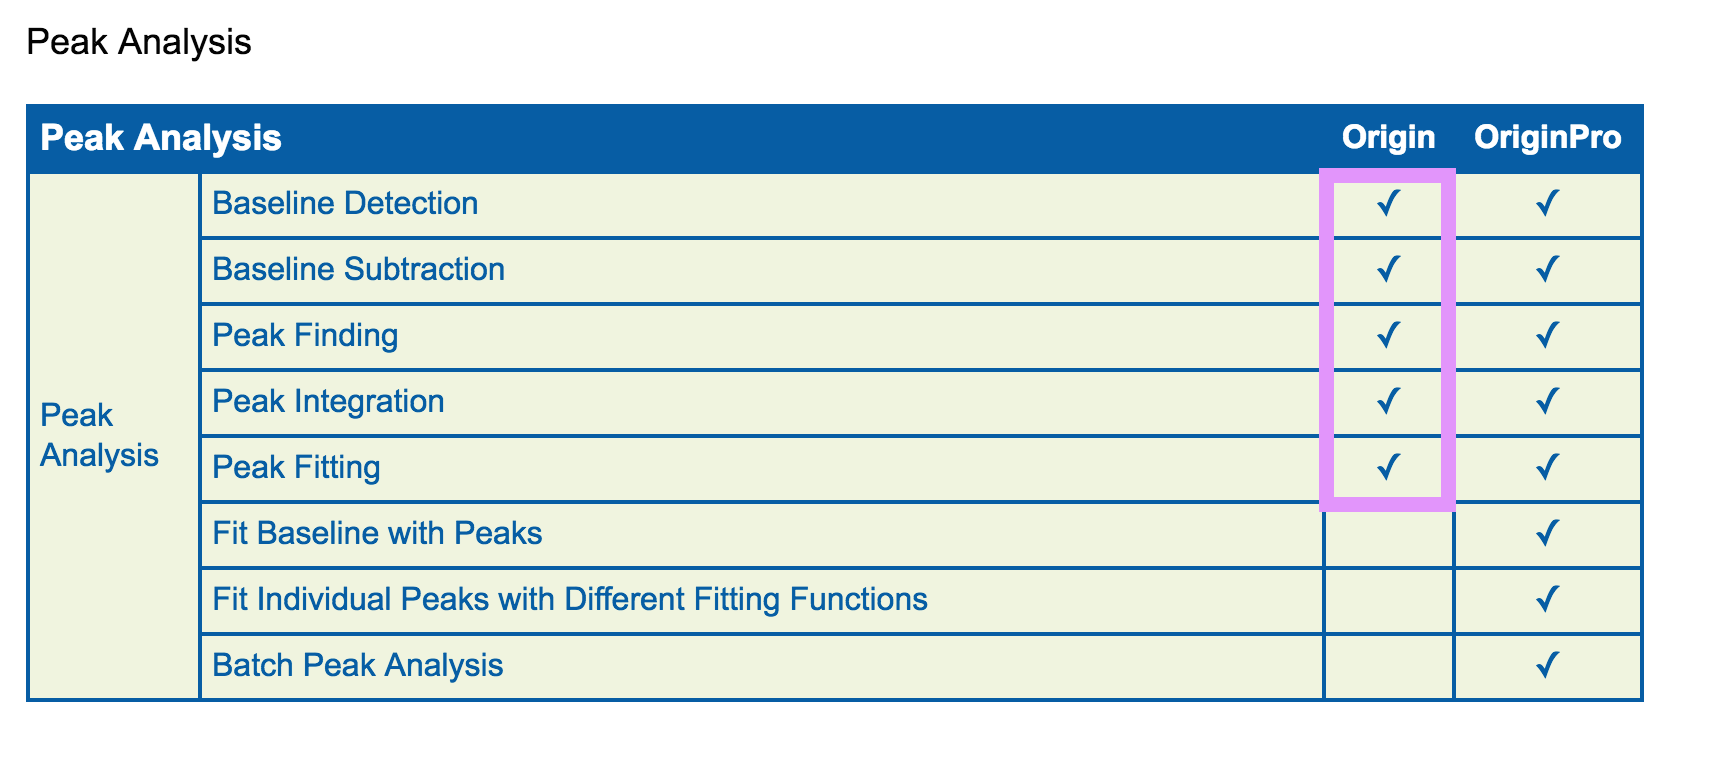 Peak Analysis
Peak Analysis Origin OriginPro
Baseline Detection ✓ ✓
Baseline Subtraction ✓ ✓
Peak Finding ✓ ✓
Peak Integration ✓ ✓
Peak
Analysis
Peak Fitting ✓ ✓
Fit Baseline with Peaks ✓
Fit Individual Peaks with Different Fitting Functions ✓
Batch Peak Analysis ✓